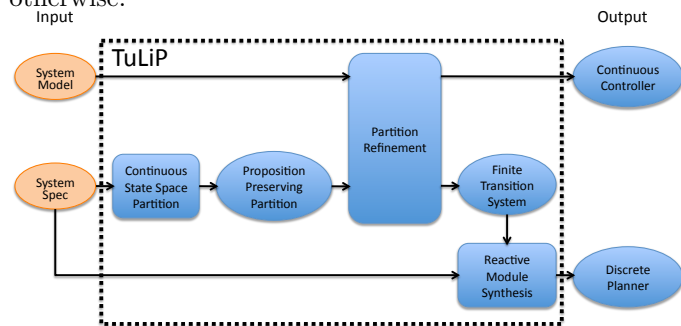 otherwise.
Input
Output
TuLiP
System
Model
Continuous
Controller
Partition
Refinement
System
Spec
Continuous
State Space
Partition
Proposition
Preserving
Partition
Finite
Transition
System
Reactive
Module
Synthesis
Discrete
Planner